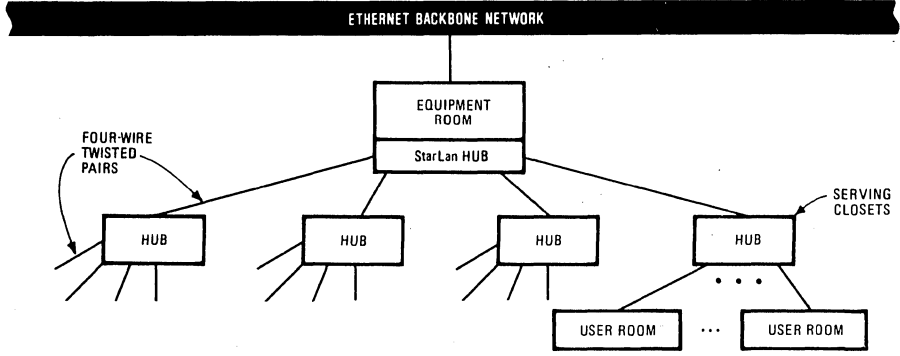 ETHERNET BACKBONE NETWORK
EQUIPMENT
ROOM
StarLan HUB
FOUR-WIRE
TWISTED
PAIRS
SERVING
CLOSETS
HUB
HUB
HUB
HUB
USER ROOM
...
USER ROOM